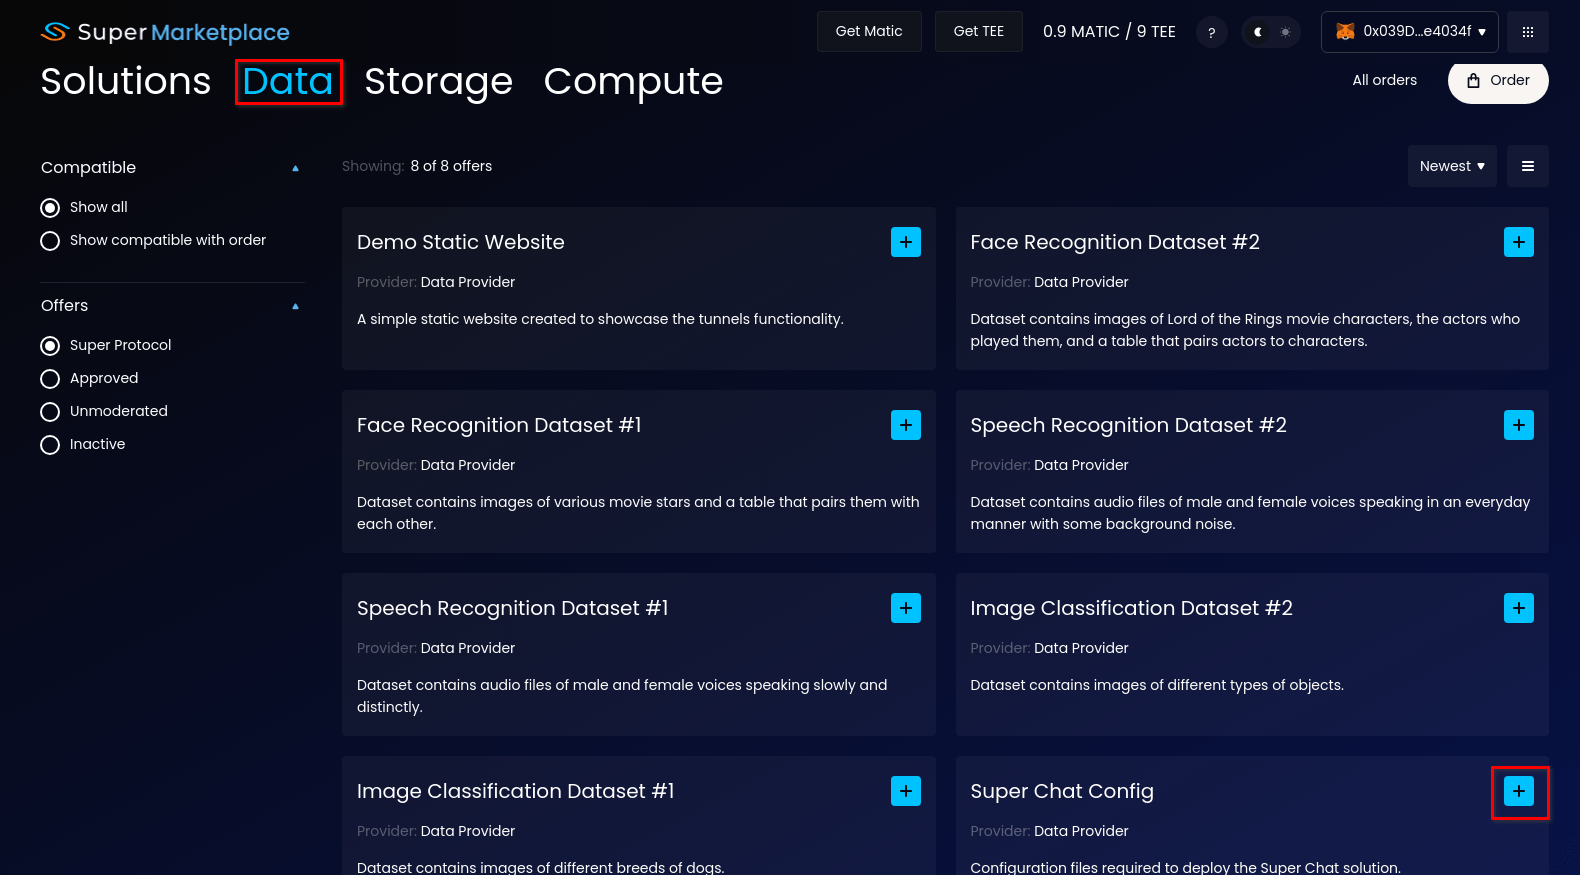 Super Marketplace
Get Matic
Get TEE
0.9 MATIC / 9 TEE
?
0x039D...e4034f
Solutions
Data
Storage
Compute
All orders
Order
Compatible
Show all
Show compatible with order
Offers
Super Protocol
Approved
Unmoderated
Inactive
Showing: 8 of 8 offers
Newest
Demo Static Website
Provider: Data Provider
A simple static website created to showcase the tunnels functionality.
Face Recognition Dataset #2
Provider: Data Provider
Dataset contains images of Lord of the Rings movie characters, the actors who
played them, and a table that pairs actors to characters.
Face Recognition Dataset #1
Provider: Data Provider
Dataset contains images of various movie stars and a table that pairs them with
each other.
Speech Recognition Dataset #2
Provider: Data Provider
Dataset contains audio files of male and female voices speaking in an everyday
manner with some background noise.
Speech Recognition Dataset #1
Provider: Data Provider
Dataset contains audio files of male and female voices speaking slowly and
distinctly.
Image Classification Dataset #2
Provider: Data Provider
Dataset contains images of different types of objects.
Image Classification Dataset #1
Provider: Data Provider
Dataset contains images of different breeds of dogs.
Super Chat Config
Provider: Data Provider
Configuration files required to deploy the Super Chat solution.